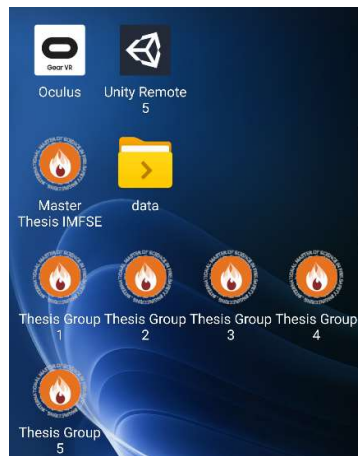 Gear VR
Oculus
Unity Remote
5
Master
Thesis IMFSE
data
Thesis Group
1
Thesis Group
2
Thesis Group
3
Thesis Group
4
Thesis Group
5